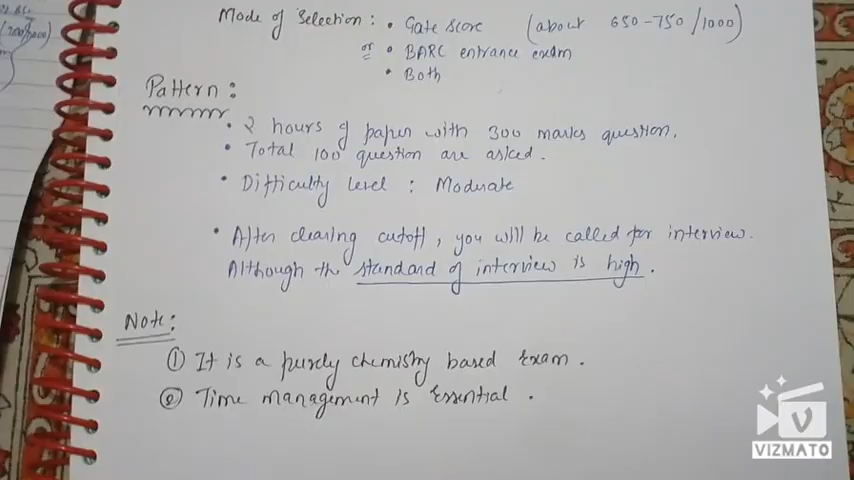 (700/1000)
Mode of Selection : • Gate Score (about 650-750/1000)
or • BARC entrance exam
• Both
Pattern :
• 2 hours of paper with 300 marks question.
• Total 100 question are asked.
• Difficulty level : Moderate
• After clearing cutoff, you will be called for interview.
Although the standard of interview is high.
Note :
① It is a purely chemistry based Exam.
② Time management is Essential.
V
VIZMATO